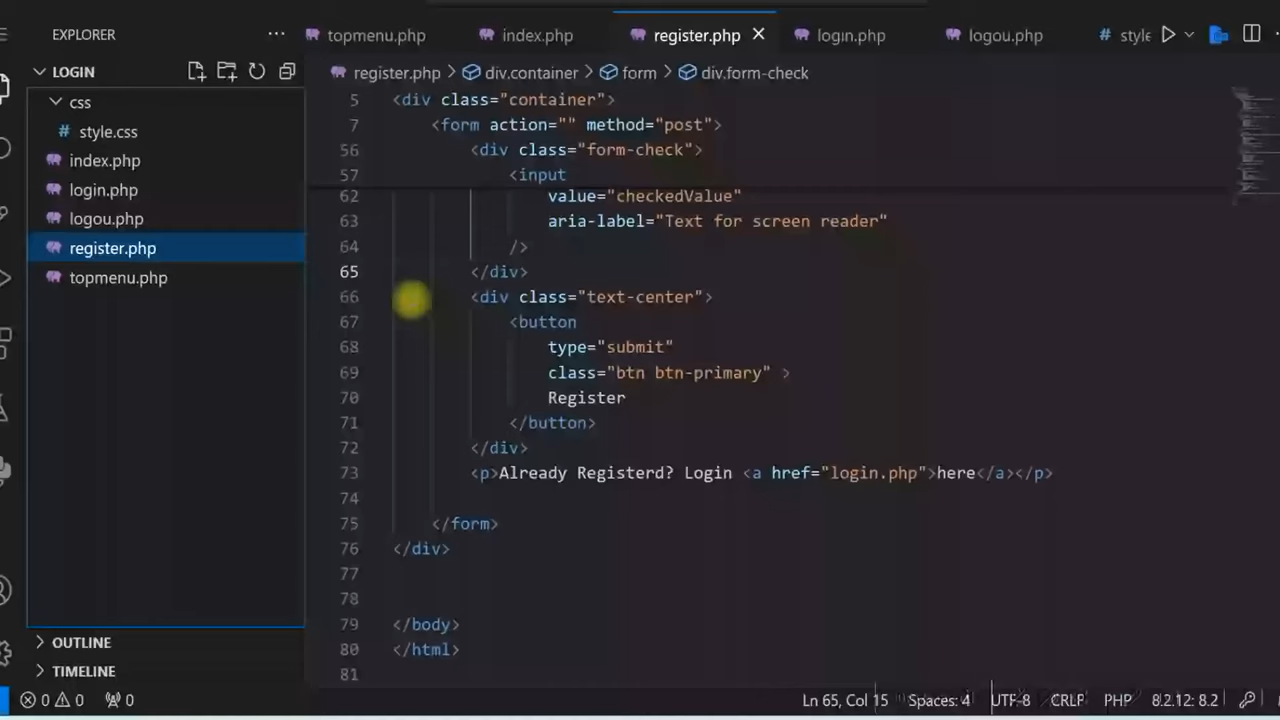 EXPLORER
topmenu.php index.php register.php login.php logou.php # style
LOGIN
register.php > div.container > form > div.form-check
css
# style.css
index.php
login.php
logou.php
register.php
topmenu.php
5 <div class="container">
7 <form action="" method="post">
56 <div class="form-check">
57 <input
62 value="checkedValue"
63 aria-label="Text for screen reader"
64 />
65 </div>
66 <div class="text-center">
67 <button
68 type="submit"
69 class="btn btn-primary" >
70 Register
71 </button>
72 </div>
73 <p>Already Registerd? Login <a href="login.php">here</a></p>
74
75 </form>
76 </div>
77
78
79 </body>
80 </html>
81
OUTLINE
TIMELINE
0 0 0 Ln 65, Col 15 Spaces: 4 UTF-8 CRLF PHP 8.2.12: 8.2